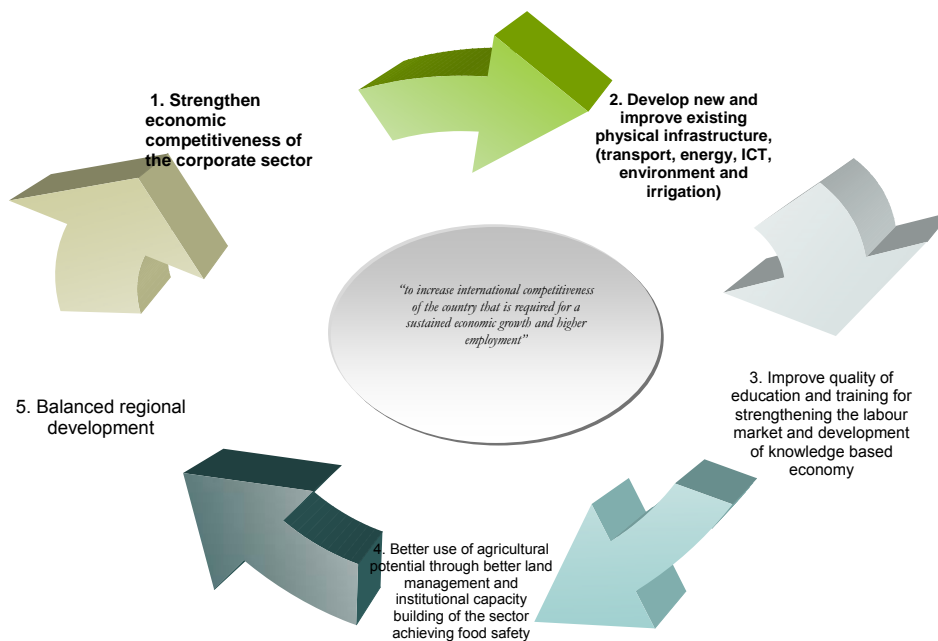 1. Strengthen
economic
competitiveness of
the corporate sector
2. Develop new and
improve existing
physical infrastructure,
(transport, energy, ICT,
environment and
irrigation)
"to increase international competitiveness
of the country that is required for a
sustained economic growth and higher
employment"
3. Improve quality of
education and training for
strengthening the labour
market and development
of knowledge based
economy
4. Better use of agricultural
potential through better land
management and
institutional capacity
building of the sector
achieving food safety
5. Balanced regional
development